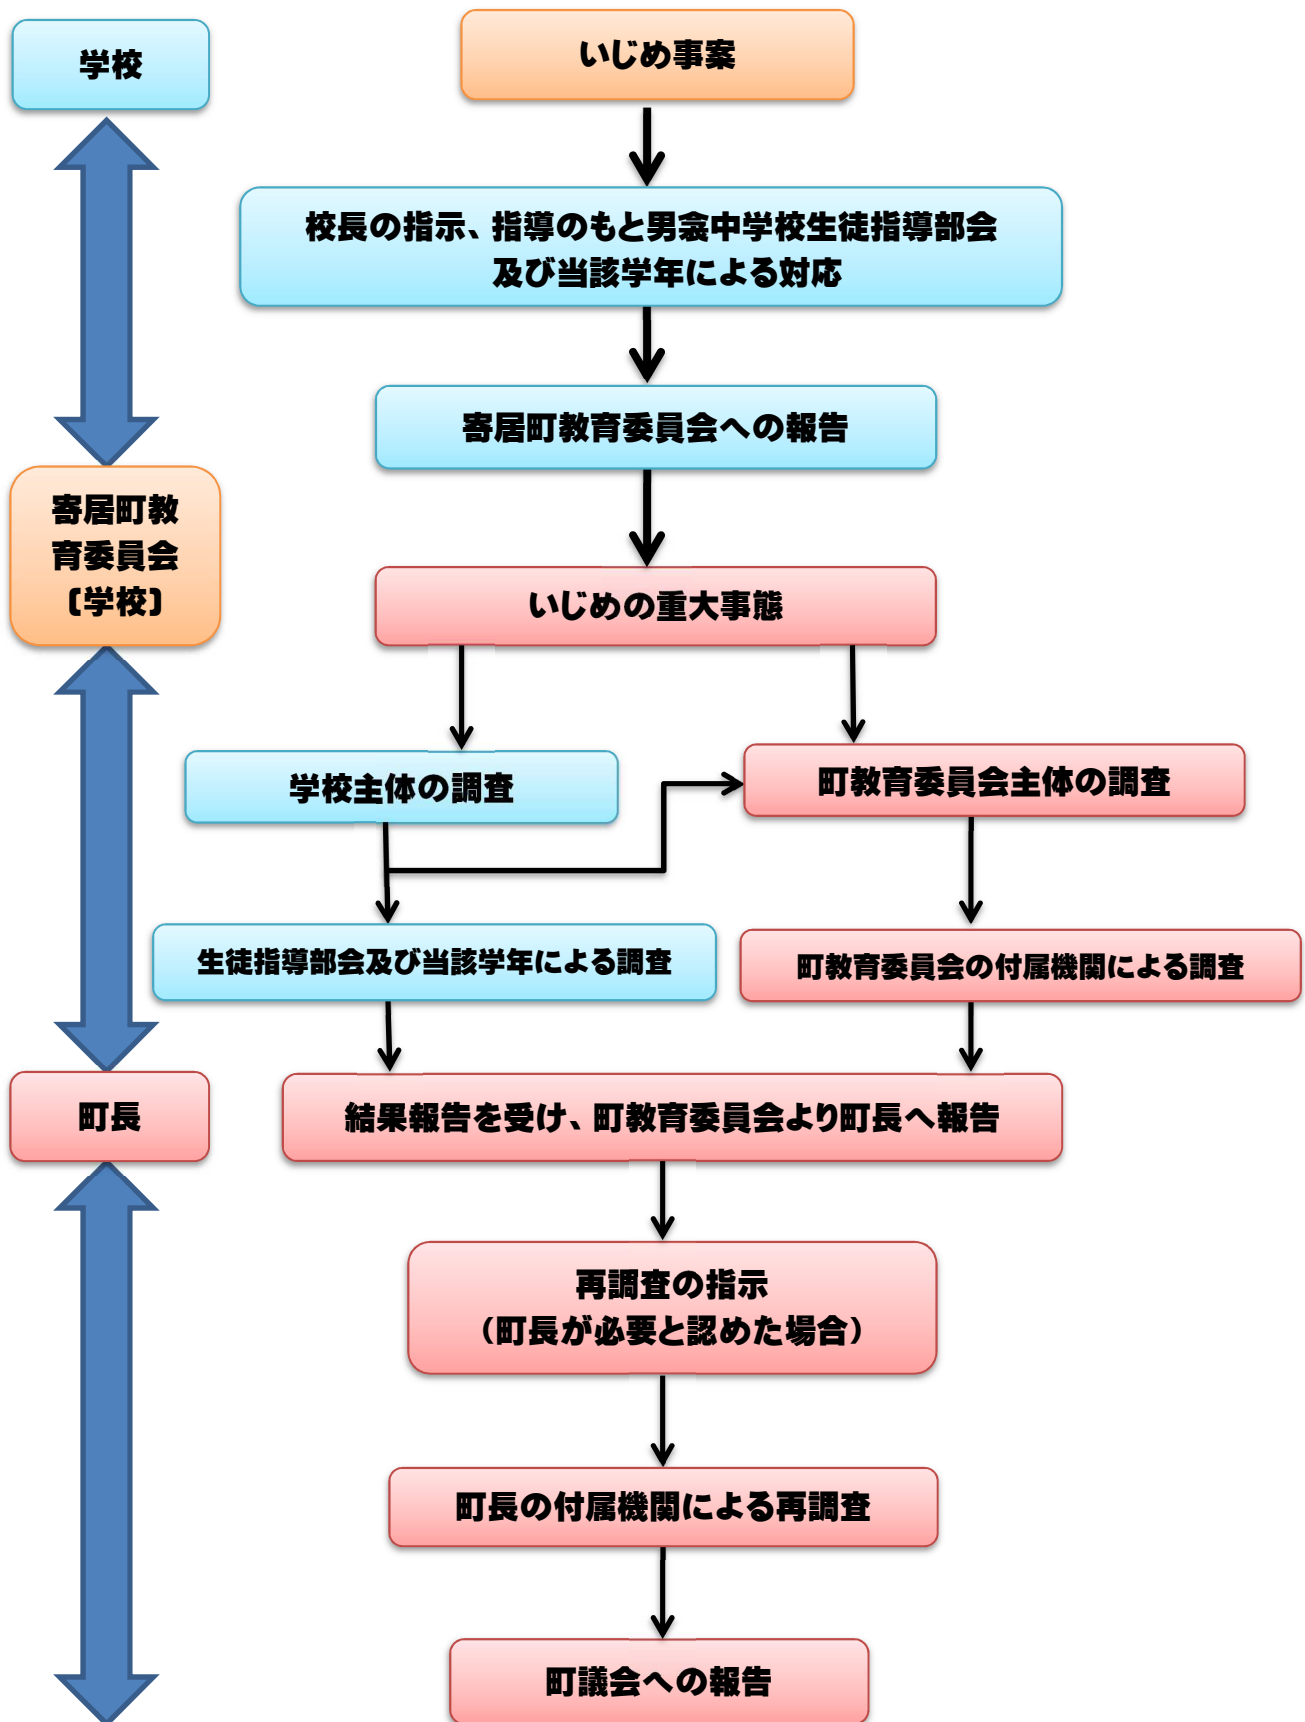 学校
いじめ事案
校長の指示、指導のもと男衾中学校生徒指導部会
及び当該学年による対応
寄居町教育委員会への報告
寄居町教
育委員会
〔学校〕
いじめの重大事態
学校主体の調査
町教育委員会主体の調査
生徒指導部会及び当該学年による調査
町教育委員会の付属機関による調査
町長
結果報告を受け、町教育委員会より町長へ報告
再調査の指示
（町長が必要と認めた場合）
町長の付属機関による再調査
町議会への報告